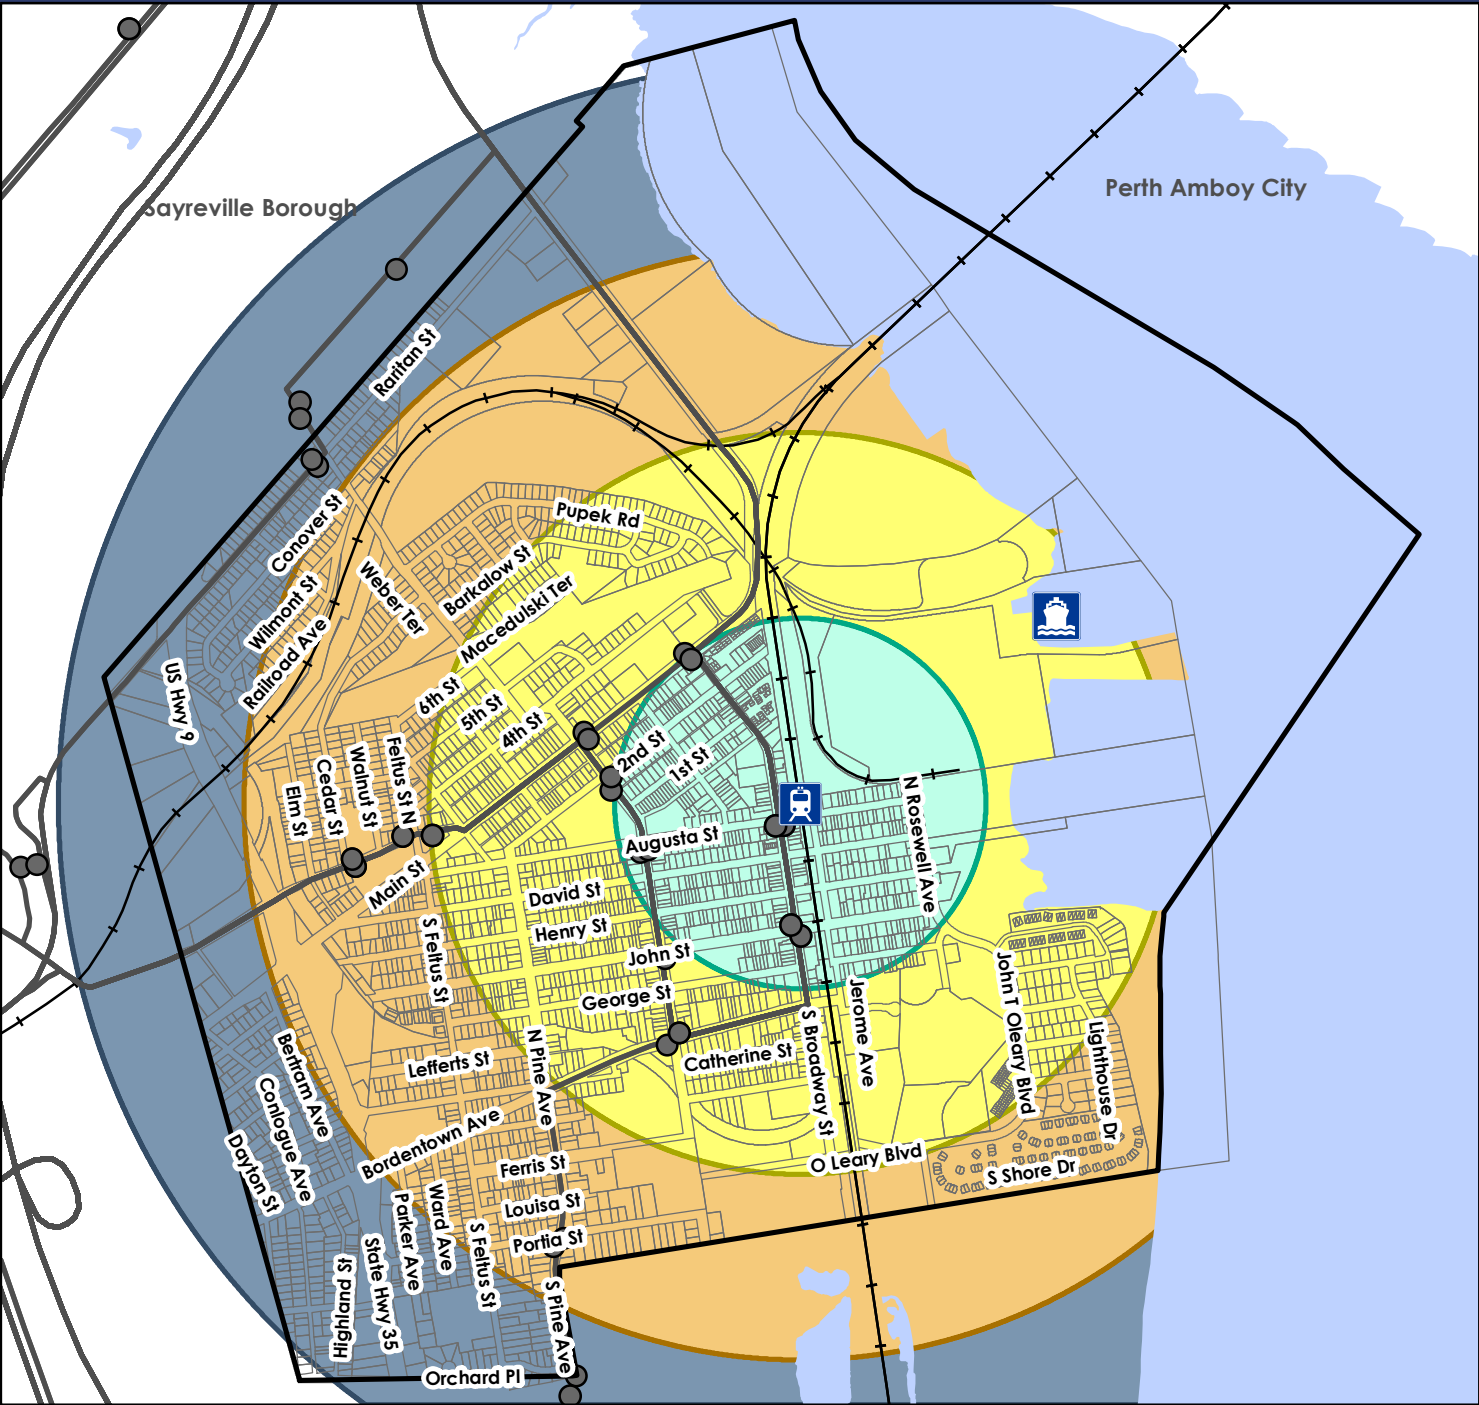 Perth Amboy City
Sayreville Borough
Raritan St
Pupek Rd
Conover St
Barkalow St
Weber Ter
Macedulski Ter
Wilmont St
Railroad Ave
US Hwy 9
6th St
5th St
4th St
2nd St
1st St
Feltus St N
Walnut St
Cedar St
Elm St
N Rosewell Ave
Augusta St
Main St
David St
Henry St
S Feltus St
John St
George St
John T Oleary Blvd
Jerome Ave
S Broadway St
Lighthouse Dr
Catherine St
N Pine Ave
Lefferts St
Bertram Ave
Conlogue Ave
Dayton St
Bordentown Ave
O Leary Blvd
S Shore Dr
Ferris St
Louisa St
Portia St
Ward Ave
Parker Ave
S Feltus St
State Hwy 35
Highland St
S Pine Ave
Orchard Pl